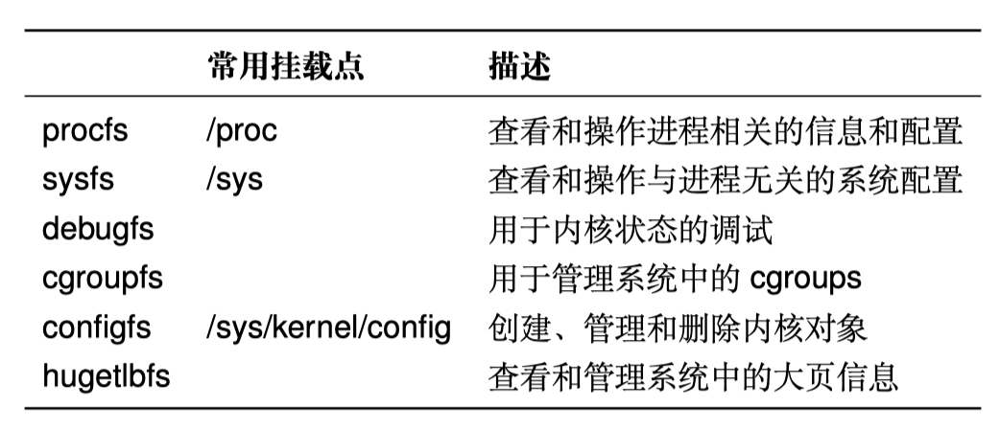 常用挂载点 描述
procfs /proc 查看和操作进程相关的信息和配置
sysfs /sys 查看和操作与进程无关的系统配置
debugfs 用于内核状态的调试
cgroupfs 用于管理系统中的 cgroups
configfs /sys/kernel/config 创建、管理和删除内核对象
hugetlbfs 查看和管理系统中的大页信息